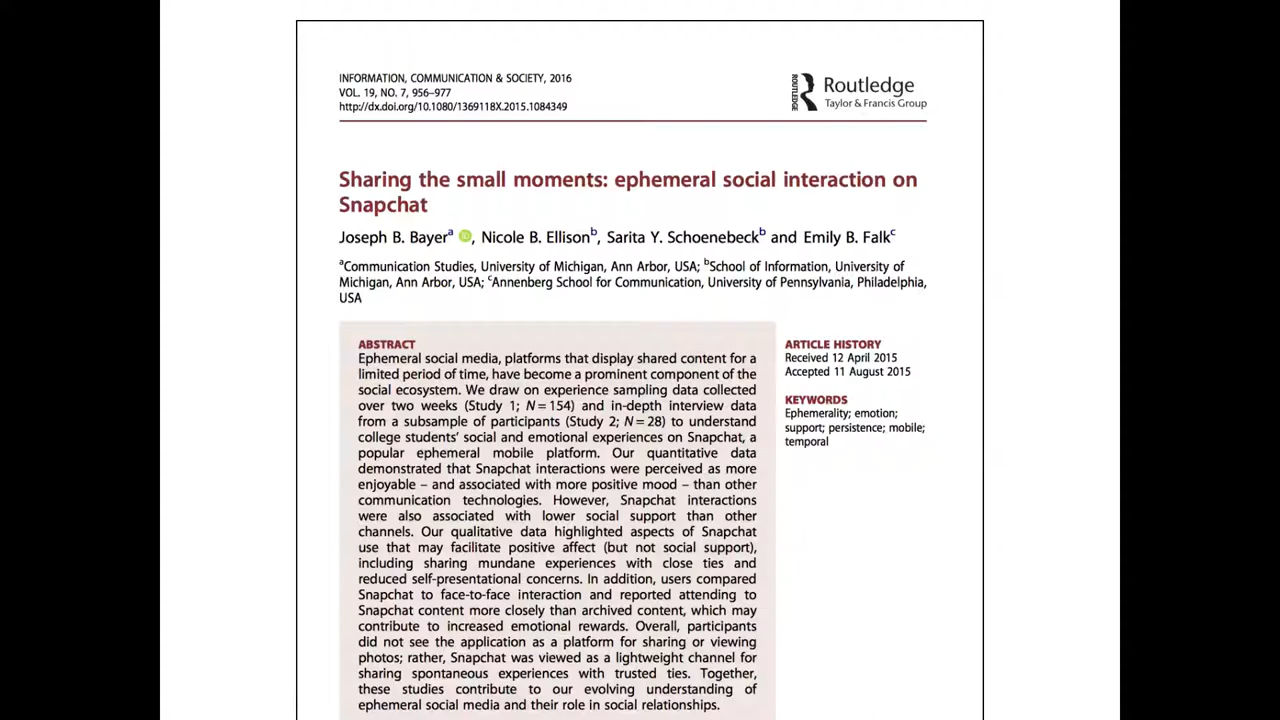 INFORMATION, COMMUNICATION & SOCIETY, 2016
VOL. 19, NO. 7, 956–977
http://dx.doi.org/10.1080/1369118X.2015.1084349
ROUTLEDGE
Routledge
Taylor & Francis Group
Sharing the small moments: ephemeral social interaction on
Snapchat
Joseph B. Bayerᵃ iD, Nicole B. Ellisonᵇ, Sarita Y. Schoenebeckᵇ and Emily B. Falkᶜ
ᵃCommunication Studies, University of Michigan, Ann Arbor, USA; ᵇSchool of Information, University of
Michigan, Ann Arbor, USA; ᶜAnnenberg School for Communication, University of Pennsylvania, Philadelphia,
USA
ABSTRACT
Ephemeral social media, platforms that display shared content for a
limited period of time, have become a prominent component of the
social ecosystem. We draw on experience sampling data collected
over two weeks (Study 1; N = 154) and in-depth interview data
from a subsample of participants (Study 2; N = 28) to understand
college students' social and emotional experiences on Snapchat, a
popular ephemeral mobile platform. Our quantitative data
demonstrated that Snapchat interactions were perceived as more
enjoyable – and associated with more positive mood – than other
communication technologies. However, Snapchat interactions
were also associated with lower social support than other
channels. Our qualitative data highlighted aspects of Snapchat
use that may facilitate positive affect (but not social support),
including sharing mundane experiences with close ties and
reduced self-presentational concerns. In addition, users compared
Snapchat to face-to-face interaction and reported attending to
Snapchat content more closely than archived content, which may
contribute to increased emotional rewards. Overall, participants
did not see the application as a platform for sharing or viewing
photos; rather, Snapchat was viewed as a lightweight channel for
sharing spontaneous experiences with trusted ties. Together,
these studies contribute to our evolving understanding of
ephemeral social media and their role in social relationships.
ARTICLE HISTORY
Received 12 April 2015
Accepted 11 August 2015
KEYWORDS
Ephemerality; emotion;
support; persistence; mobile;
temporal